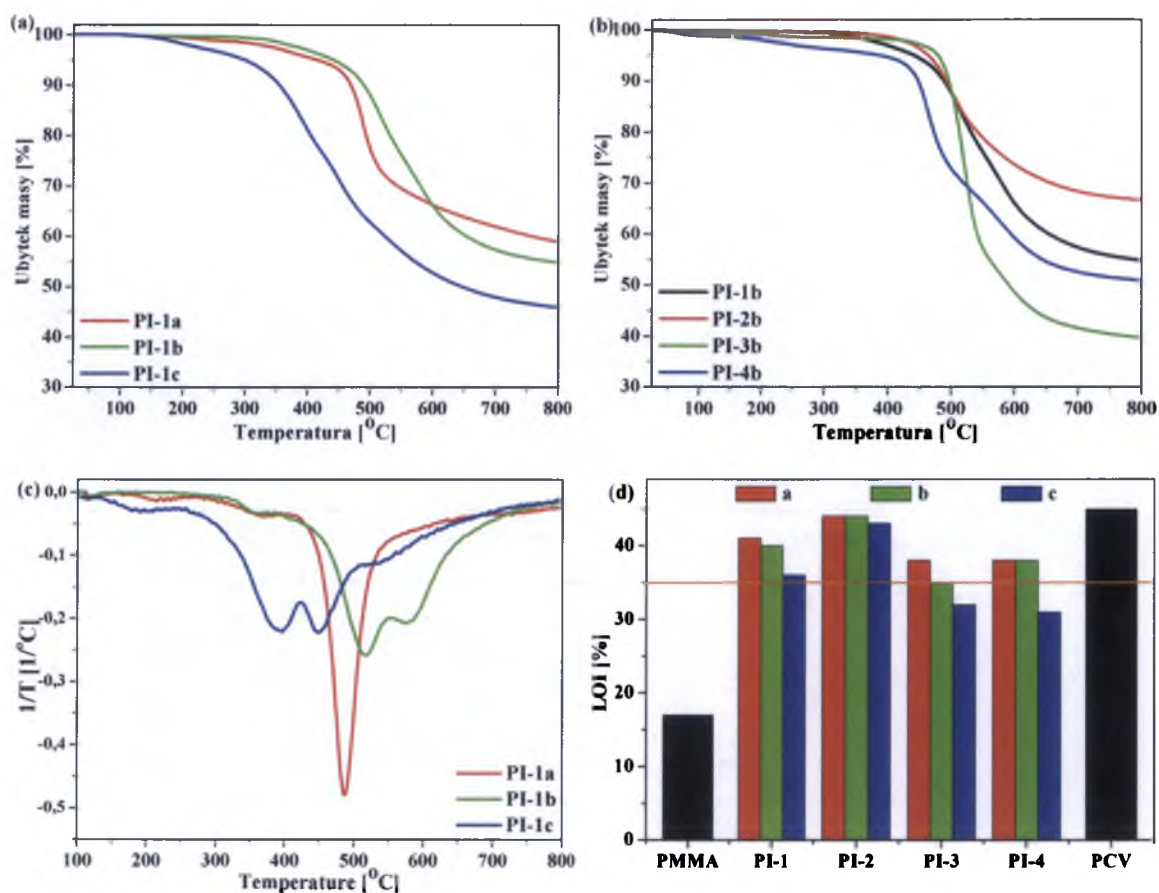 (a)
100
90
80
70
60
50
40
30
Ubytek masy [%]
PI-1a
PI-1b
PI-1c
100 200 300 400 500 600 700 800
Temperatura [°C]
(b)
100
90
80
70
60
50
40
30
Ubytek masy [%]
PI-1b
PI-2b
PI-3b
PI-4b
100 200 300 400 500 600 700 800
Temperatura [°C]
(c)
0,0
-0,1
-0,2
-0,3
-0,4
-0,5
1/T [1/°C]
PI-1a
PI-1b
PI-1c
100 200 300 400 500 600 700 800
Temperature [°C]
(d)
a b c
40
30
20
10
0
LOI [%]
PMMA PI-1 PI-2 PI-3 PI-4 PCV